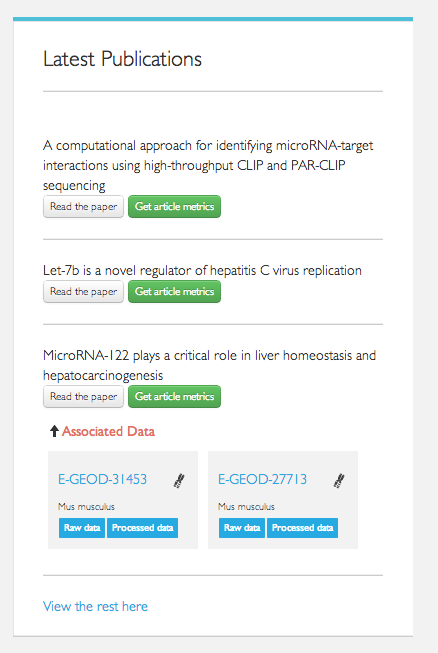 Latest Publications
A computational approach for identifying microRNA-target
interactions using high-throughput CLIP and PAR-CLIP
sequencing
Read the paper Get article metrics
Let-7b is a novel regulator of hepatitis C virus replication
Read the paper Get article metrics
MicroRNA-122 plays a critical role in liver homeostasis and
hepatocarcinogenesis
Read the paper Get article metrics
Associated Data
E-GEOD-31453 E-GEOD-27713
Mus musculus Mus musculus
Raw data Processed data Raw data Processed data
View the rest here